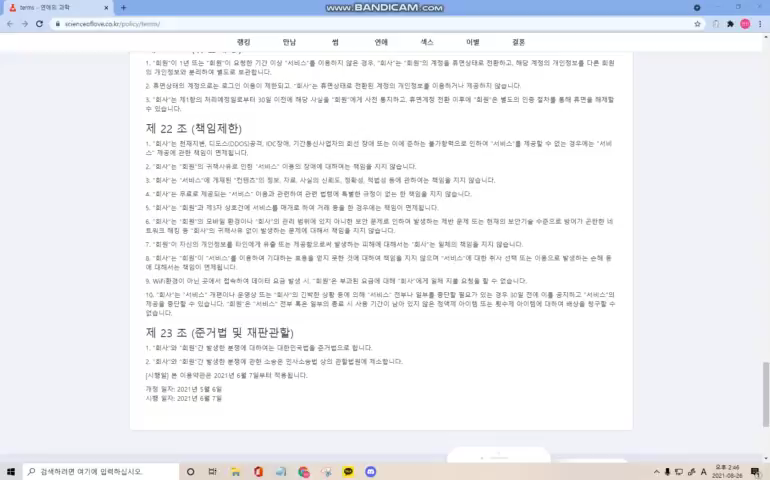 terms - 연애의 과학
www.BANDICAM.com
scienceoflove.co.kr/policy/terms/
랭킹 만남 썸 연애 섹스 이별 결혼
1. "회원"이 1년 또는 "회원"이 요청한 기간 이상 "서비스"를 이용하지 않은 경우, "회사"는 "회원"의 계정을 휴면상태로 전환하고, 해당 계정의 개인정보를 다른 회원
의 개인정보와 분리하여 별도로 보관합니다.
2. 휴면상태의 계정으로는 로그인 이용이 제한되고, "회사"는 휴면상태로 전환된 계정의 개인정보를 이용하거나 제공하지 않습니다.
3. "회사"는 제1항의 처리예정일로부터 30일 이전에 해당 사실을 "회원"에게 사전 통지하고, 휴면계정 전환 이후에 "회원"은 별도의 인증 절차를 통해 휴면을 해제할
수 있습니다.
제 22 조 (책임제한)
1. "회사"는 천재지변, 디도스(DDOS)공격, IDC장애, 기간통신사업자의 회선 장애 또는 이에 준하는 불가항력으로 인하여 "서비스"를 제공할 수 없는 경우에는 "서비
스" 제공에 관한 책임이 면제됩니다.
2. "회사"는 "회원"의 귀책사유로 인한 "서비스" 이용의 장애에 대하여는 책임을 지지 않습니다.
3. "회사"는 "서비스"에 게재된 "컨텐츠"의 정보, 자료, 사실의 신뢰도, 정확성, 적법성 등에 관하여는 책임을 지지 않습니다.
4. "회사"는 무료로 제공되는 "서비스" 이용과 관련하여 관련 법령에 특별한 규정이 없는 한 책임을 지지 않습니다.
5. "회사"는 "회원"과 제3자 상호간에 서비스를 매개로 하여 거래 등을 한 경우에는 책임이 면제됩니다.
6. "회사"는 "회원"의 모바일 환경이나 "회사"의 관리 범위에 있지 아니한 보안 문제로 인하여 발생하는 제반 문제 또는 현재의 보안기술 수준으로 방어가 곤란한 네
트워크 해킹 등 "회사"의 귀책사유 없이 발생하는 문제에 대해서 책임을 지지 않습니다.
7. "회원"이 자신의 개인정보를 타인에게 유출 또는 제공함으로써 발생하는 피해에 대해서는 "회사"는 일체의 책임을 지지 않습니다.
8. "회사"는 "회원"이 "서비스"를 이용하여 기대하는 효용을 얻지 못한 것에 대하여 책임을 지지 않으며 "서비스"에 대한 취사 선택 또는 이용으로 발생하는 손해 등
에 대해서는 책임이 면제됩니다.
9. WiFi환경이 아닌 곳에서 접속하여 데이터 요금 발생 시, "회원"은 부과된 요금에 대해 "회사"에게 일체 지불 요청을 할 수 없습니다.
10. "회사"는 "서비스" 개편이나 운영상 또는 "회사"의 긴박한 상황 등에 의해 "서비스" 전부나 일부를 중단할 필요가 있는 경우 30일 전에 이를 공지하고 "서비스"의
제공을 중단할 수 있습니다. "회원"은 "서비스" 전부 혹은 일부의 종료 시 사용 기간이 남아 있지 않은 정액제 아이템 또는 횟수제 아이템에 대하여 배상을 청구할 수
없습니다.
제 23 조 (준거법 및 재판관할)
1. "회사"와 "회원"간 발생한 분쟁에 대하여는 대한민국법을 준거법으로 합니다.
2. "회사"와 "회원"간 발생한 분쟁에 관한 소송은 민사소송법 상의 관할법원에 제소합니다.
[시행일] 본 이용약관은 2021년 6월 7일부터 적용됩니다.
개정 일자: 2021년 5월 6일
시행 일자: 2021년 6월 7일
검색하려면 여기에 입력하십시오.
A
오후 2:46
2021-08-26